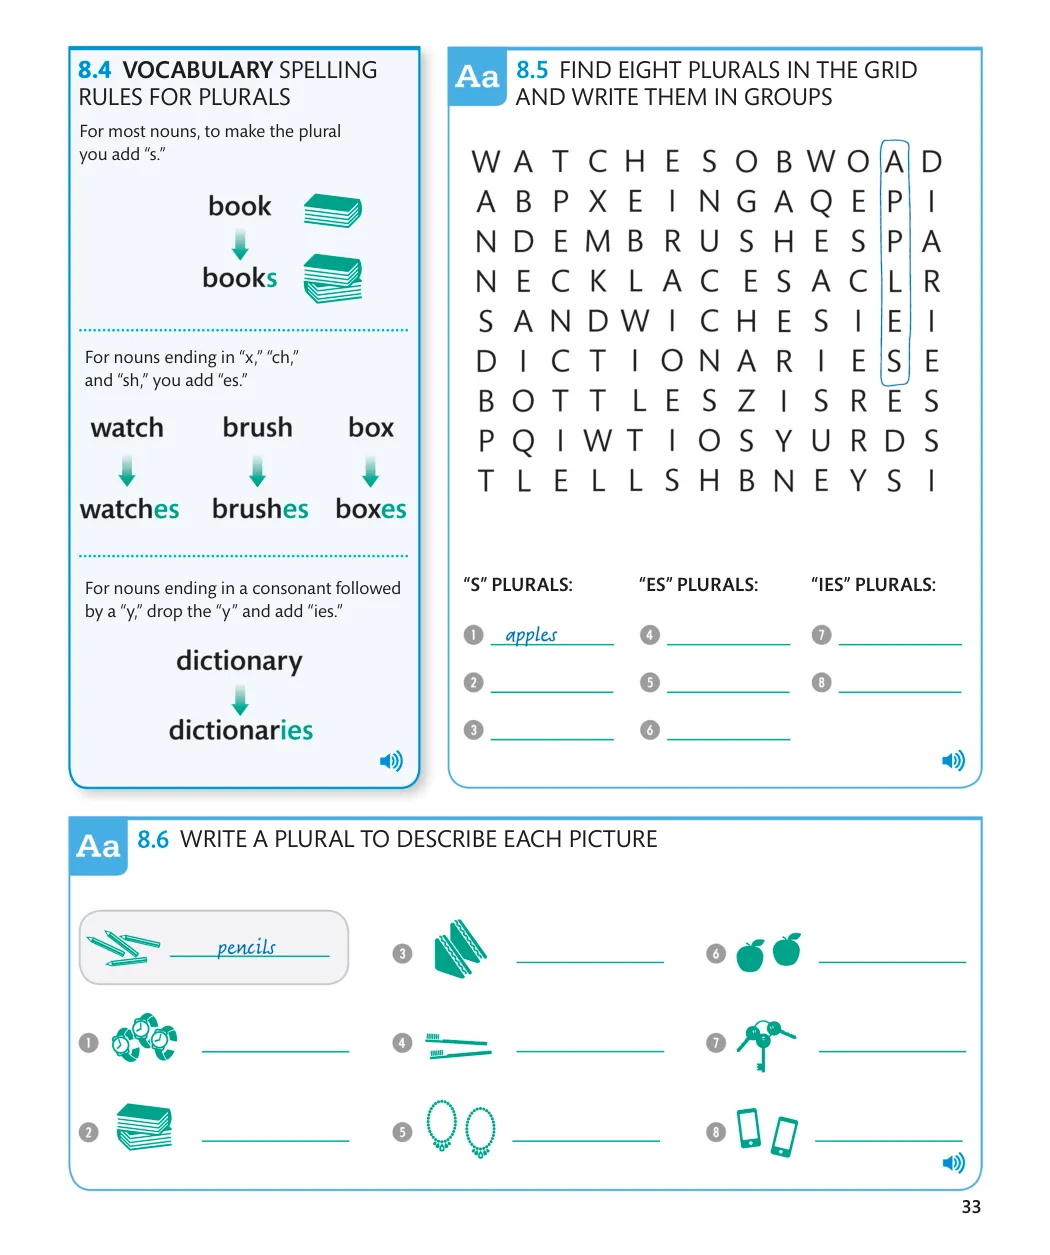 8.4 VOCABULARY SPELLING
RULES FOR PLURALS
For most nouns, to make the plural
you add “s.”
book
books
For nouns ending in “x,” “ch,”
and “sh,” you add “es.”
watch brush box
watches brushes boxes
For nouns ending in a consonant followed
by a “y,” drop the “y” and add “ies.”
dictionary
dictionaries
Aa 8.5 FIND EIGHT PLURALS IN THE GRID
AND WRITE THEM IN GROUPS
W A T C H E S O B W O A D
A B P X E I N G A Q E P I
N D E M B R U S H E S P A
N E C K L A C E S A C L R
S A N D W I C H E S I E I
D I C T I O N A R I E S E
B O T T L E S Z I S R E S
P Q I W T I O S Y U R D S
T L E L L S H B N E Y S I
“S” PLURALS: “ES” PLURALS: “IES” PLURALS:
1 apples 4 7
2 5 8
3 6
Aa 8.6 WRITE A PLURAL TO DESCRIBE EACH PICTURE
pencils 3 6
1 4 7
2 5 8
33